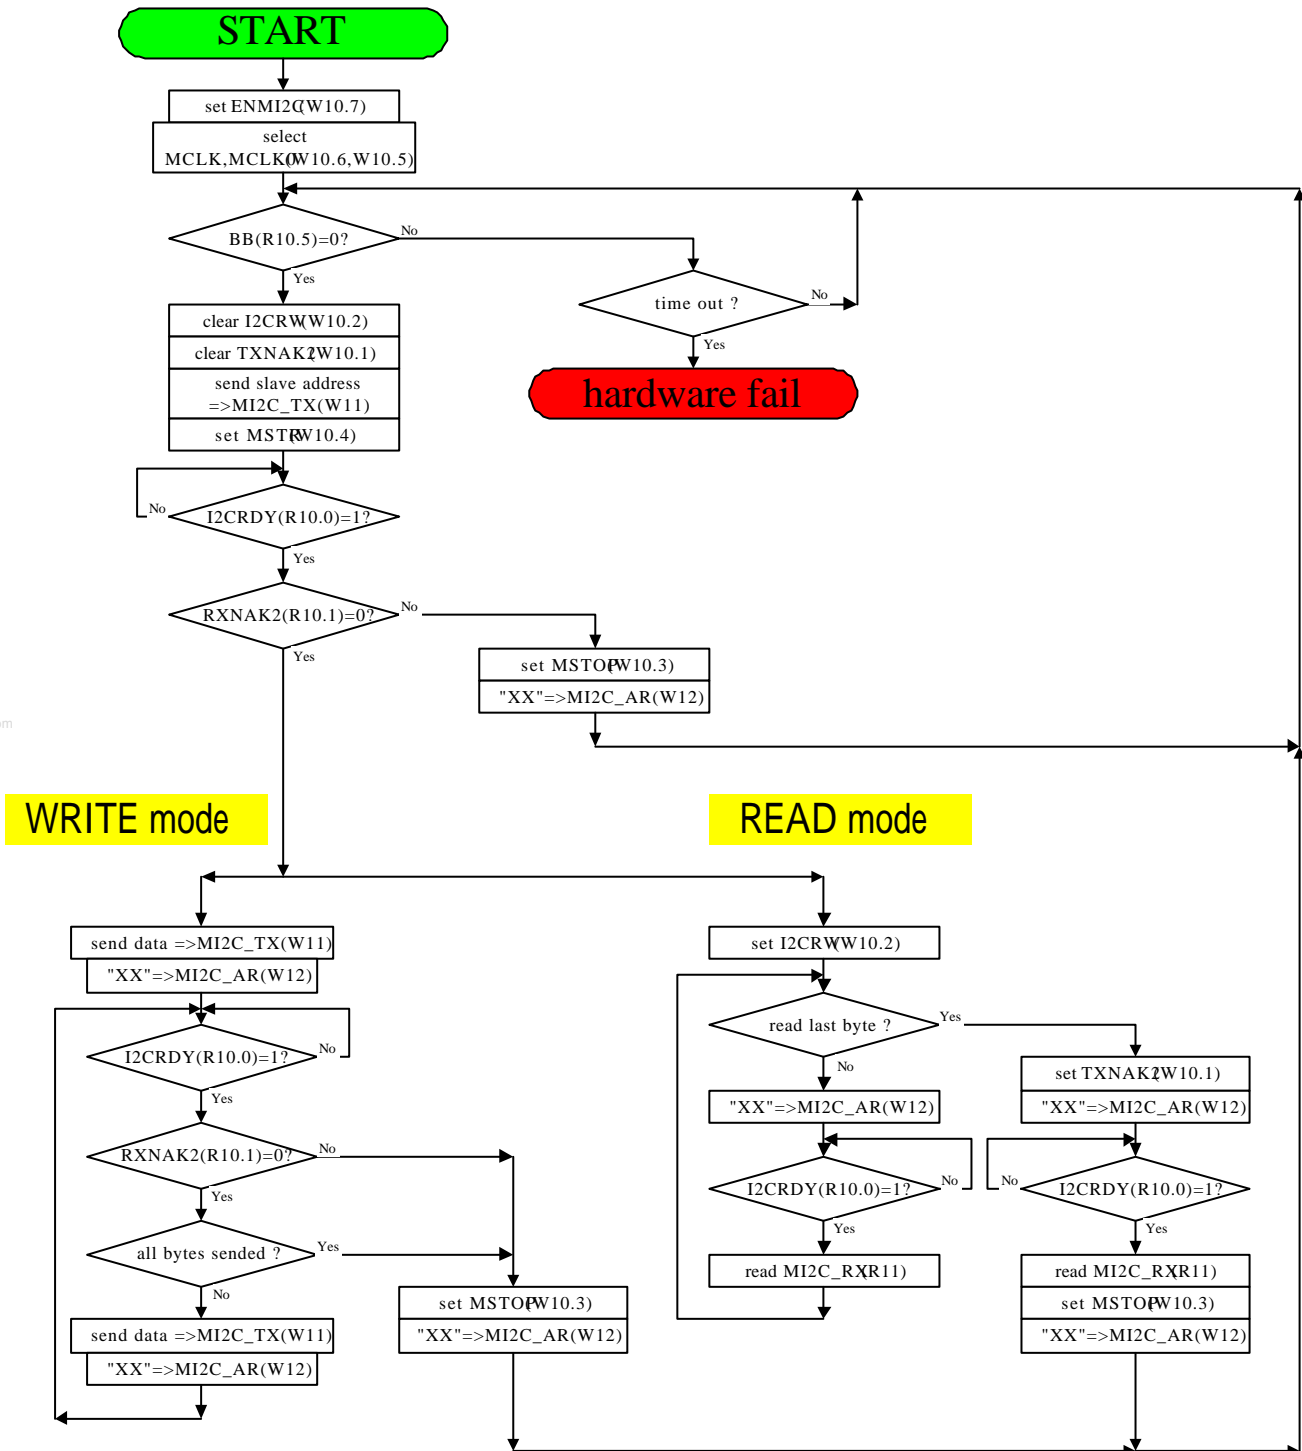 START
set ENMI2C(W10.7)
select
MCLK,MCLK0(W10.6,W10.5)
BB(R10.5)=0?
No
Yes
time out ?
No
Yes
hardware fail
clear I2CRW(W10.2)
clear TXNAK2(W10.1)
send slave address
=>MI2C_TX(W11)
set MSTR(W10.4)
I2CRDY(R10.0)=1?
No
Yes
RXNAK2(R10.1)=0?
No
Yes
set MSTOP(W10.3)
"XX"=>MI2C_AR(W12)
om
WRITE mode
send data =>MI2C_TX(W11)
"XX"=>MI2C_AR(W12)
I2CRDY(R10.0)=1?
No
Yes
RXNAK2(R10.1)=0?
No
Yes
all bytes sended ?
Yes
No
send data =>MI2C_TX(W11)
"XX"=>MI2C_AR(W12)
set MSTOP(W10.3)
"XX"=>MI2C_AR(W12)
READ mode
set I2CRW(W10.2)
read last byte ?
Yes
No
"XX"=>MI2C_AR(W12)
I2CRDY(R10.0)=1?
No
Yes
read MI2C_RX(R11)
set TXNAK2(W10.1)
"XX"=>MI2C_AR(W12)
No
I2CRDY(R10.0)=1?
Yes
read MI2C_RX(R11)
set MSTOP(W10.3)
"XX"=>MI2C_AR(W12)